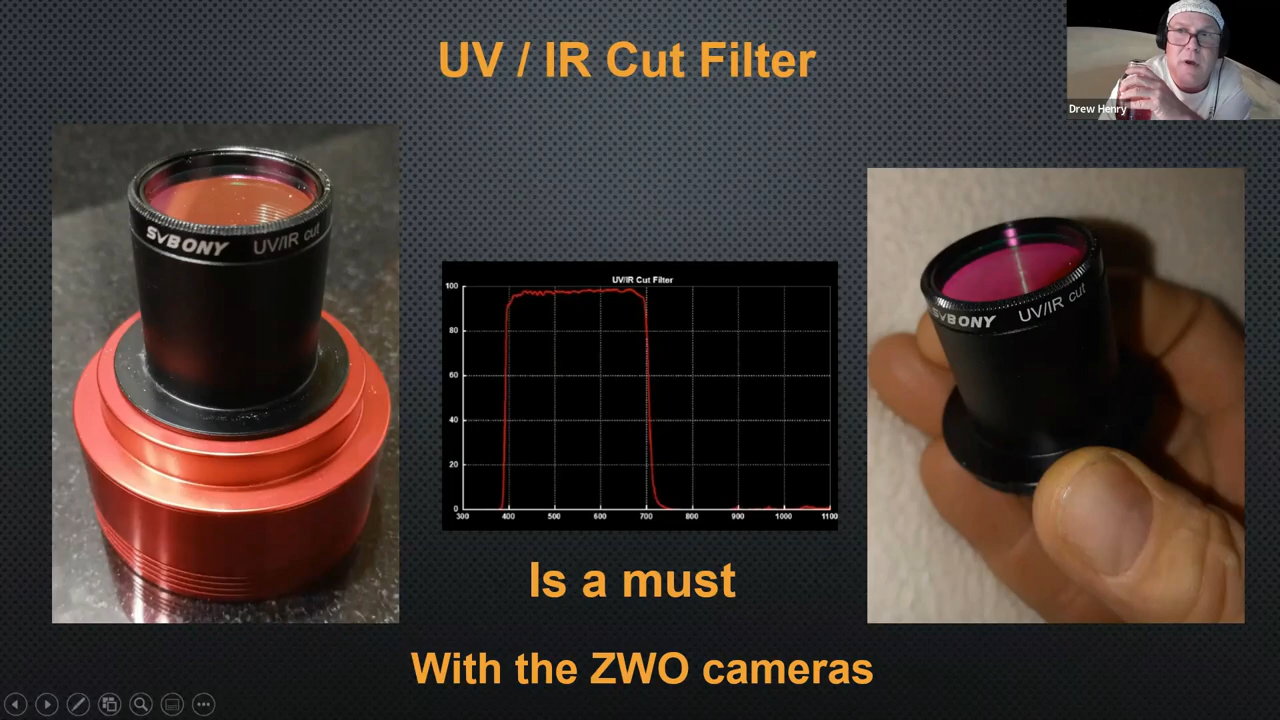 UV / IR Cut Filter
Drew Henry
SVBONY UV/IR cut
SVBONY UV/IR cut
UV/IR Cut Filter
100
80
60
40
20
0
300 400 500 600 700 800 900 1000 1100
Is a must
With the ZWO cameras